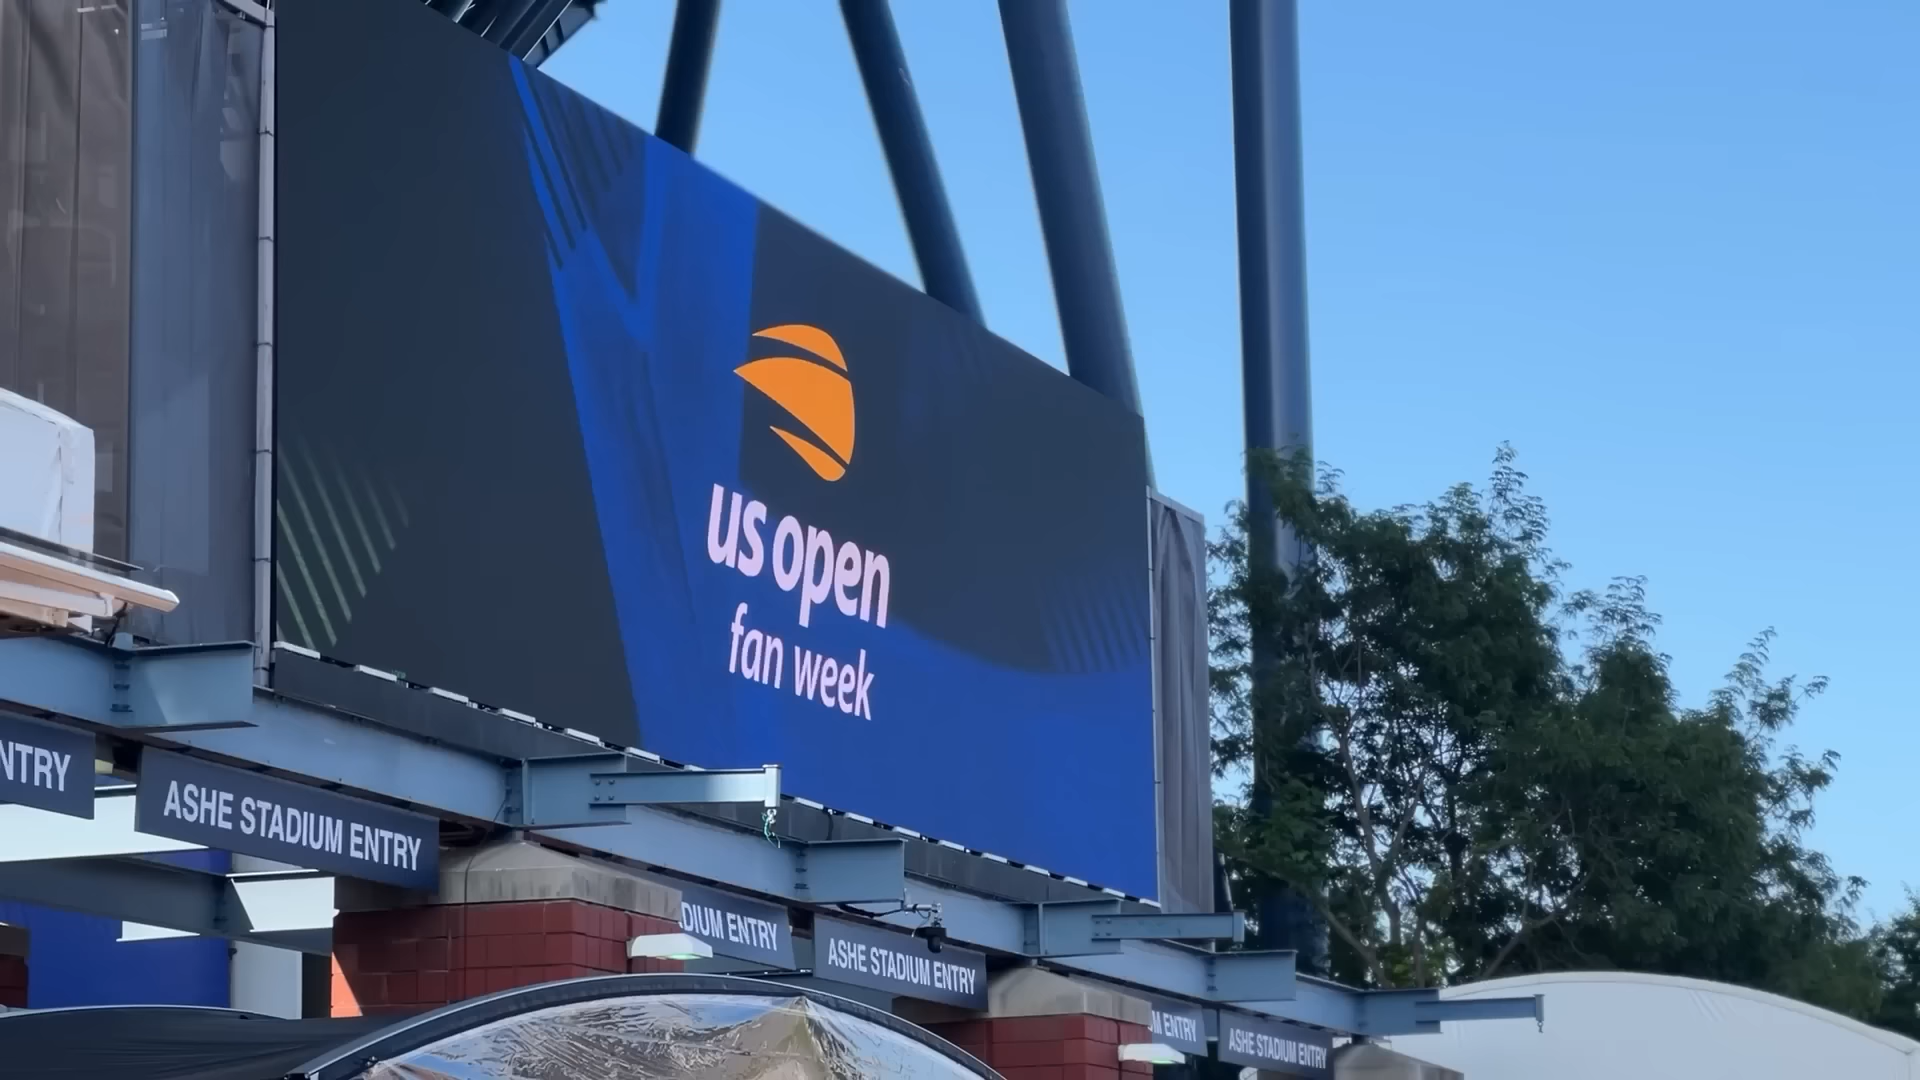 us open
fan week
NTRY
ASHE STADIUM ENTRY
DIUM ENTRY
ASHE STADIUM ENTRY
M ENTRY
ASHE STADIUM ENTRY